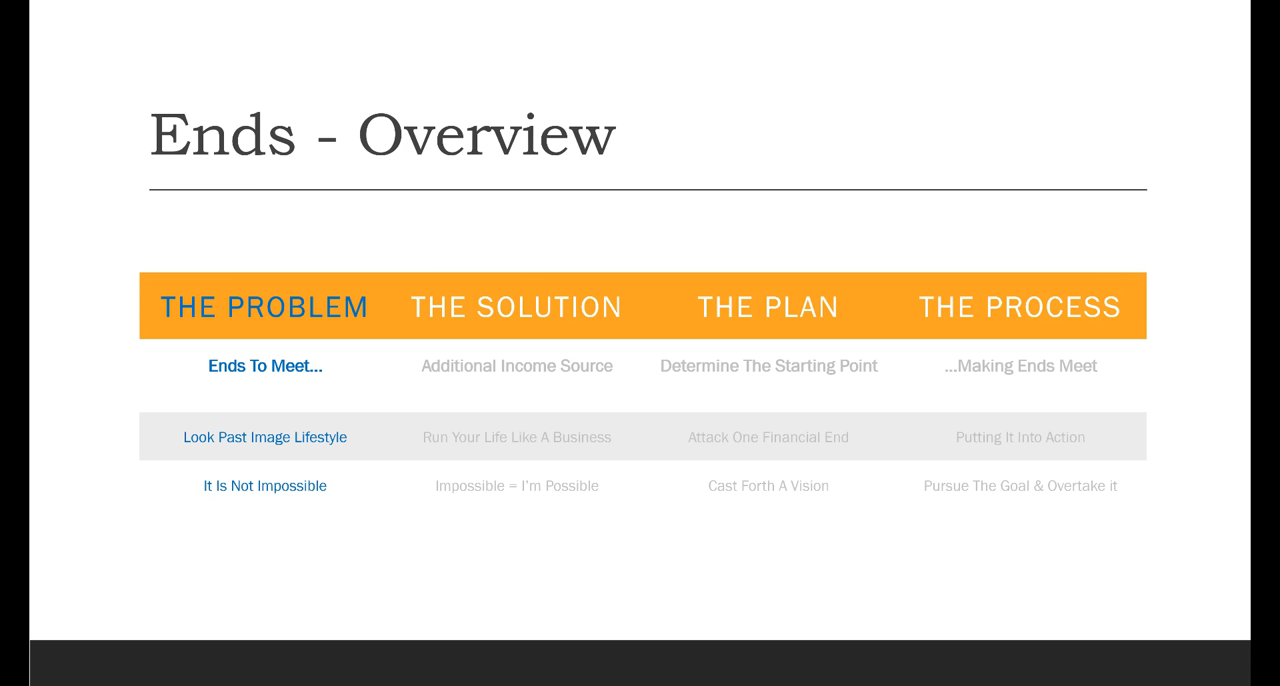 Ends - Overview
THE PROBLEM THE SOLUTION THE PLAN THE PROCESS
Ends To Meet... Additional Income Source Determine The Starting Point ...Making Ends Meet
Look Past Image Lifestyle Run Your Life Like A Business Attack One Financial End Putting It Into Action
It Is Not Impossible Impossible = I'm Possible Cast Forth A Vision Pursue The Goal & Overtake it